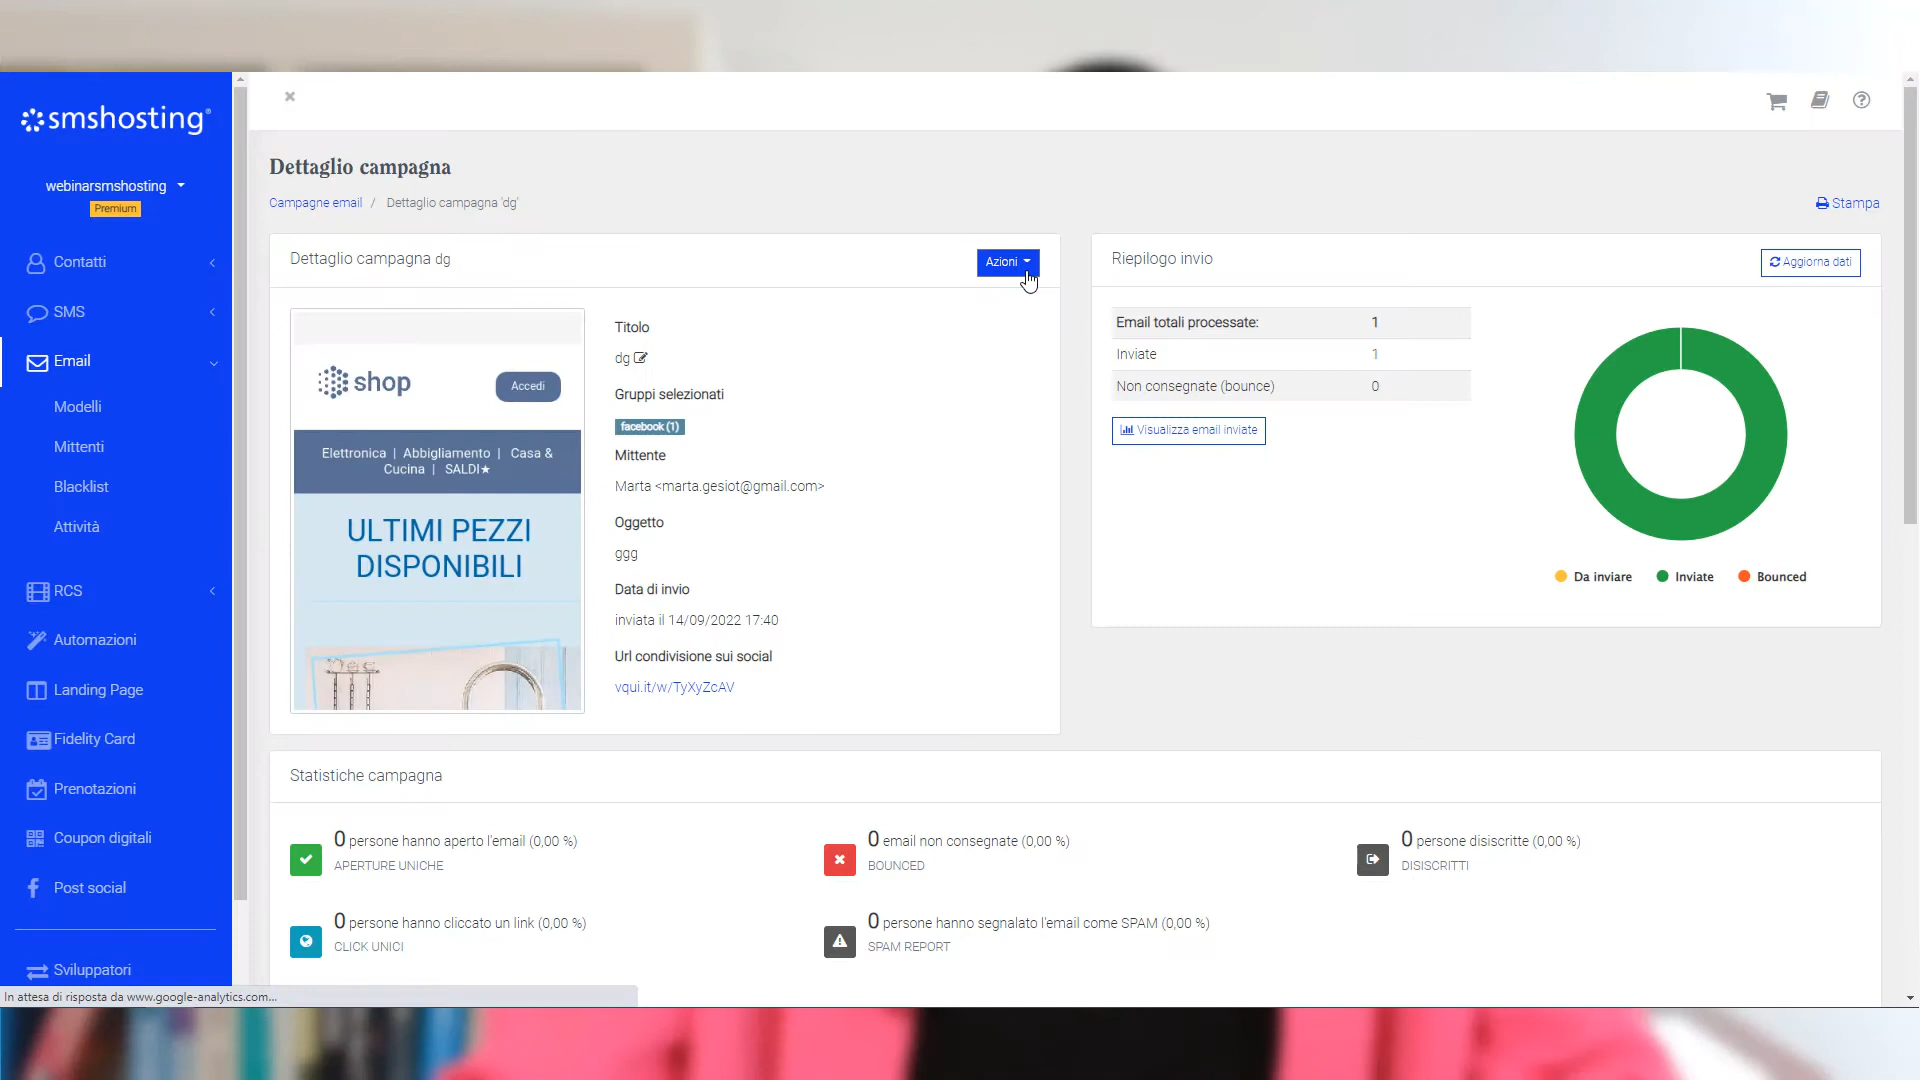 smshosting®
webinarsmshosting
Premium
Contatti
SMS
Email
Modelli
Mittenti
Blacklist
Attività
RCS
Automazioni
Landing Page
Fidelity Card
Prenotazioni
Coupon digitali
Post social
Sviluppatori
In attesa di risposta da www.google-analytics.com...
Dettaglio campagna
Campagne email / Dettaglio campagna 'dg'
Stampa
Dettaglio campagna dg
Azioni
shop
Accedi
Elettronica | Abbigliamento | Casa &
Cucina | SALDI★
ULTIMI PEZZI
DISPONIBILI
Titolo
dg
Gruppi selezionati
facebook (1)
Mittente
Marta <marta.gesiot@gmail.com>
Oggetto
ggg
Data di invio
inviata il 14/09/2022 17:40
Url condivisione sui social
vqui.it/w/TyXyZcAV
Riepilogo invio
Aggiorna dati
Email totali processate: 1
Inviate 1
Non consegnate (bounce) 0
Visualizza email inviate
Da inviare
Inviate
Bounced
Statistiche campagna
0 persone hanno aperto l'email (0,00 %)
APERTURE UNICHE
0 email non consegnate (0,00 %)
BOUNCED
0 persone disiscritte (0,00 %)
DISISCRITTI
0 persone hanno cliccato un link (0,00 %)
CLICK UNICI
0 persone hanno segnalato l'email come SPAM (0,00 %)
SPAM REPORT